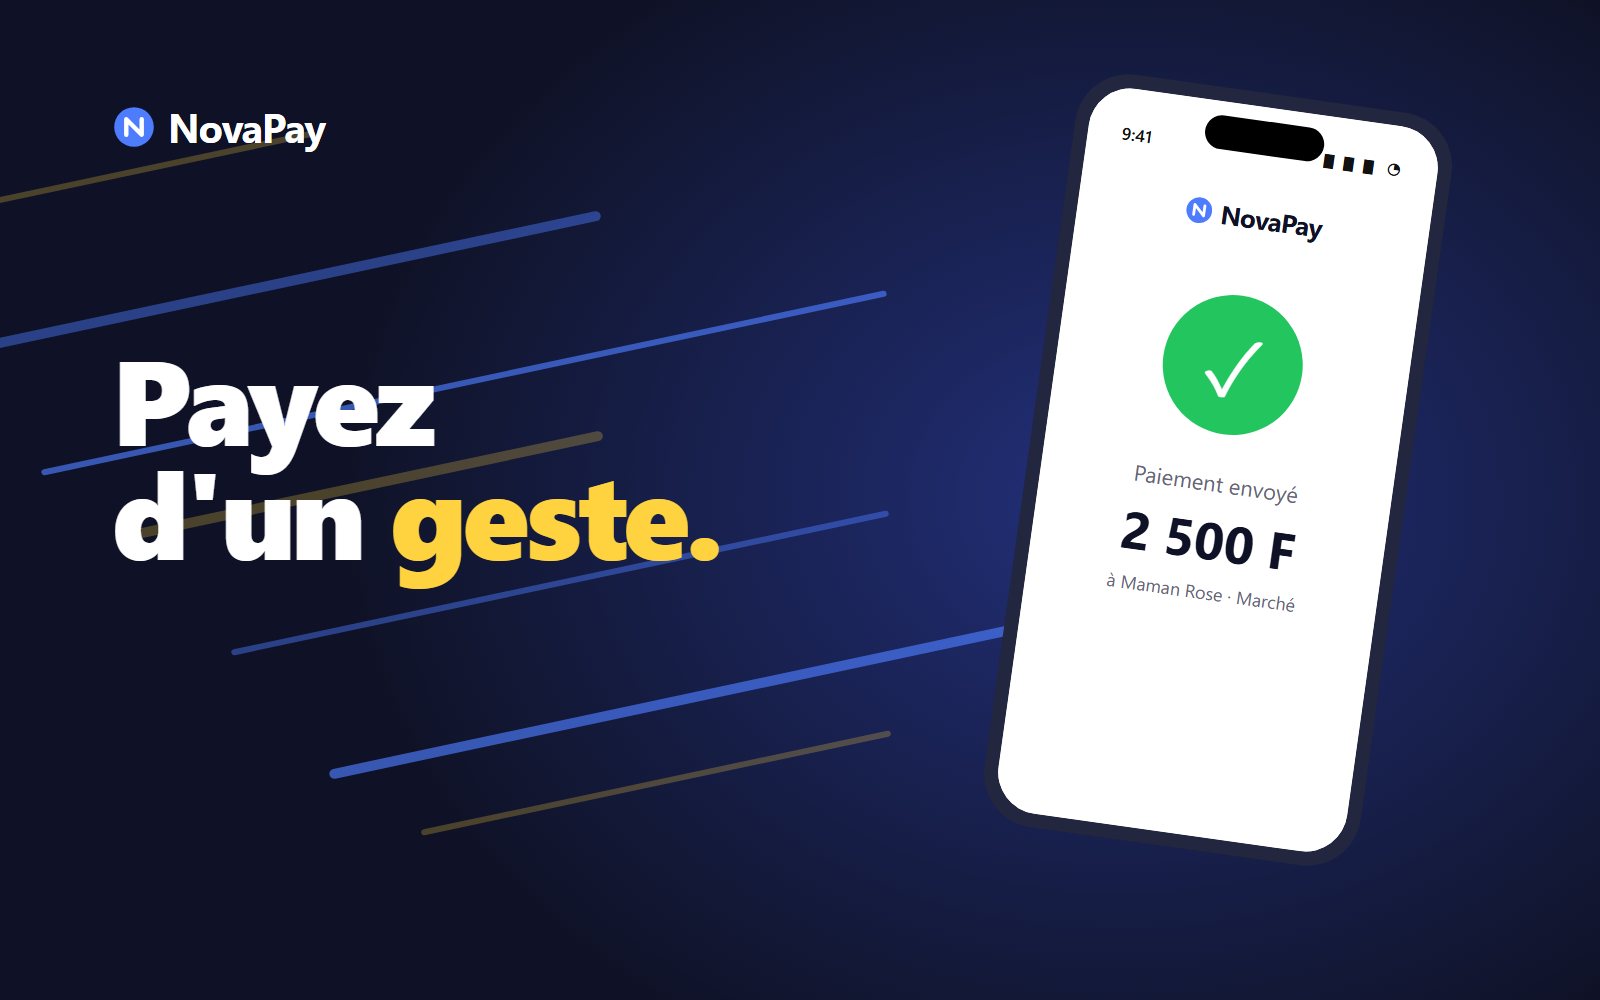 NovaPay
Payez
d'un geste.
9:41
NovaPay
Paiement envoyé
2 500 F
à Maman Rose · Marché